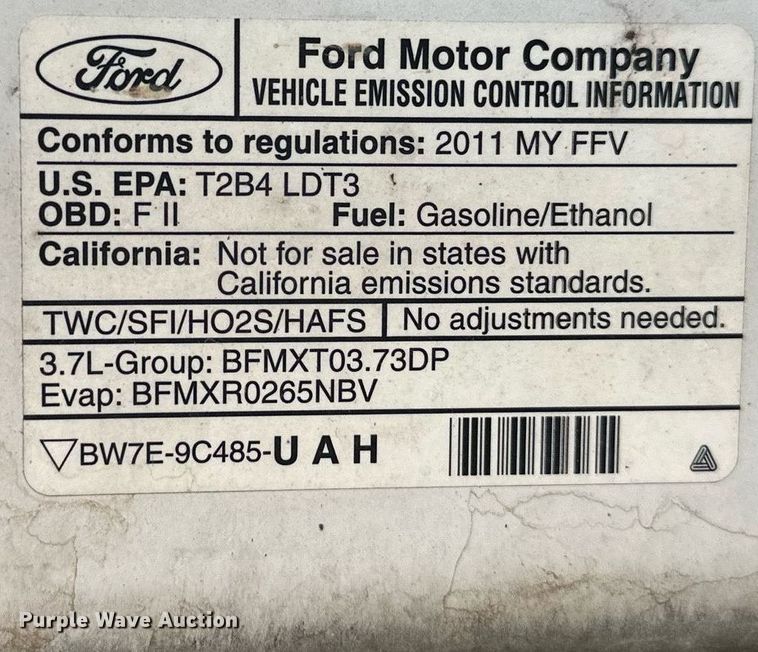 Ford
Ford Motor Company
VEHICLE EMISSION CONTROL INFORMATION
Conforms to regulations: 2011 MY FFV
U.S. EPA: T2B4 LDT3
OBD: F II Fuel: Gasoline/Ethanol
California: Not for sale in states with
California emissions standards.
TWC/SFI/HO2S/HAFS No adjustments needed.
3.7L-Group: BFMXT03.73DP
Evap: BFMXR0265NBV
BW7E-9C485-U A H
Purple Wave Auction